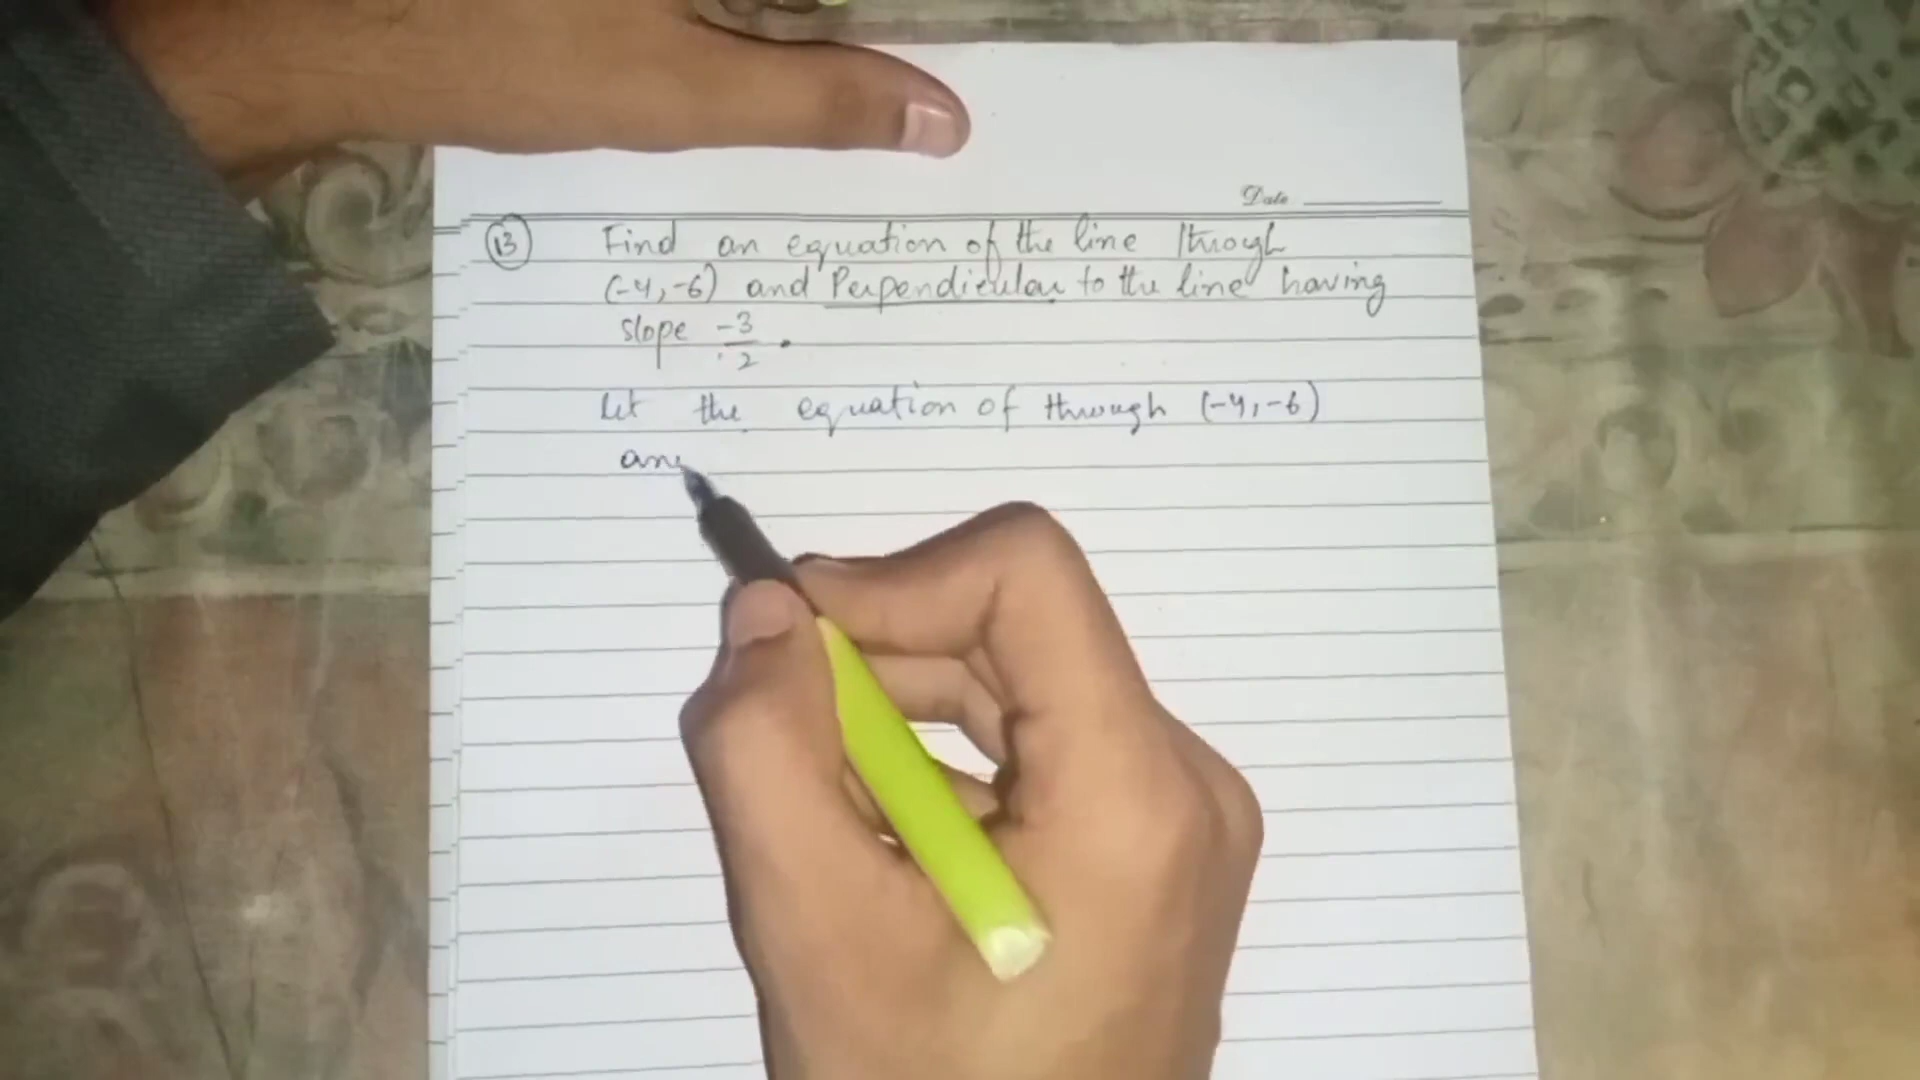 Date
13 Find an equation of the line through
(-4,-6) and Perpendicular to the line having
slope -3/2.
let the equation of through (-4,-6)
an